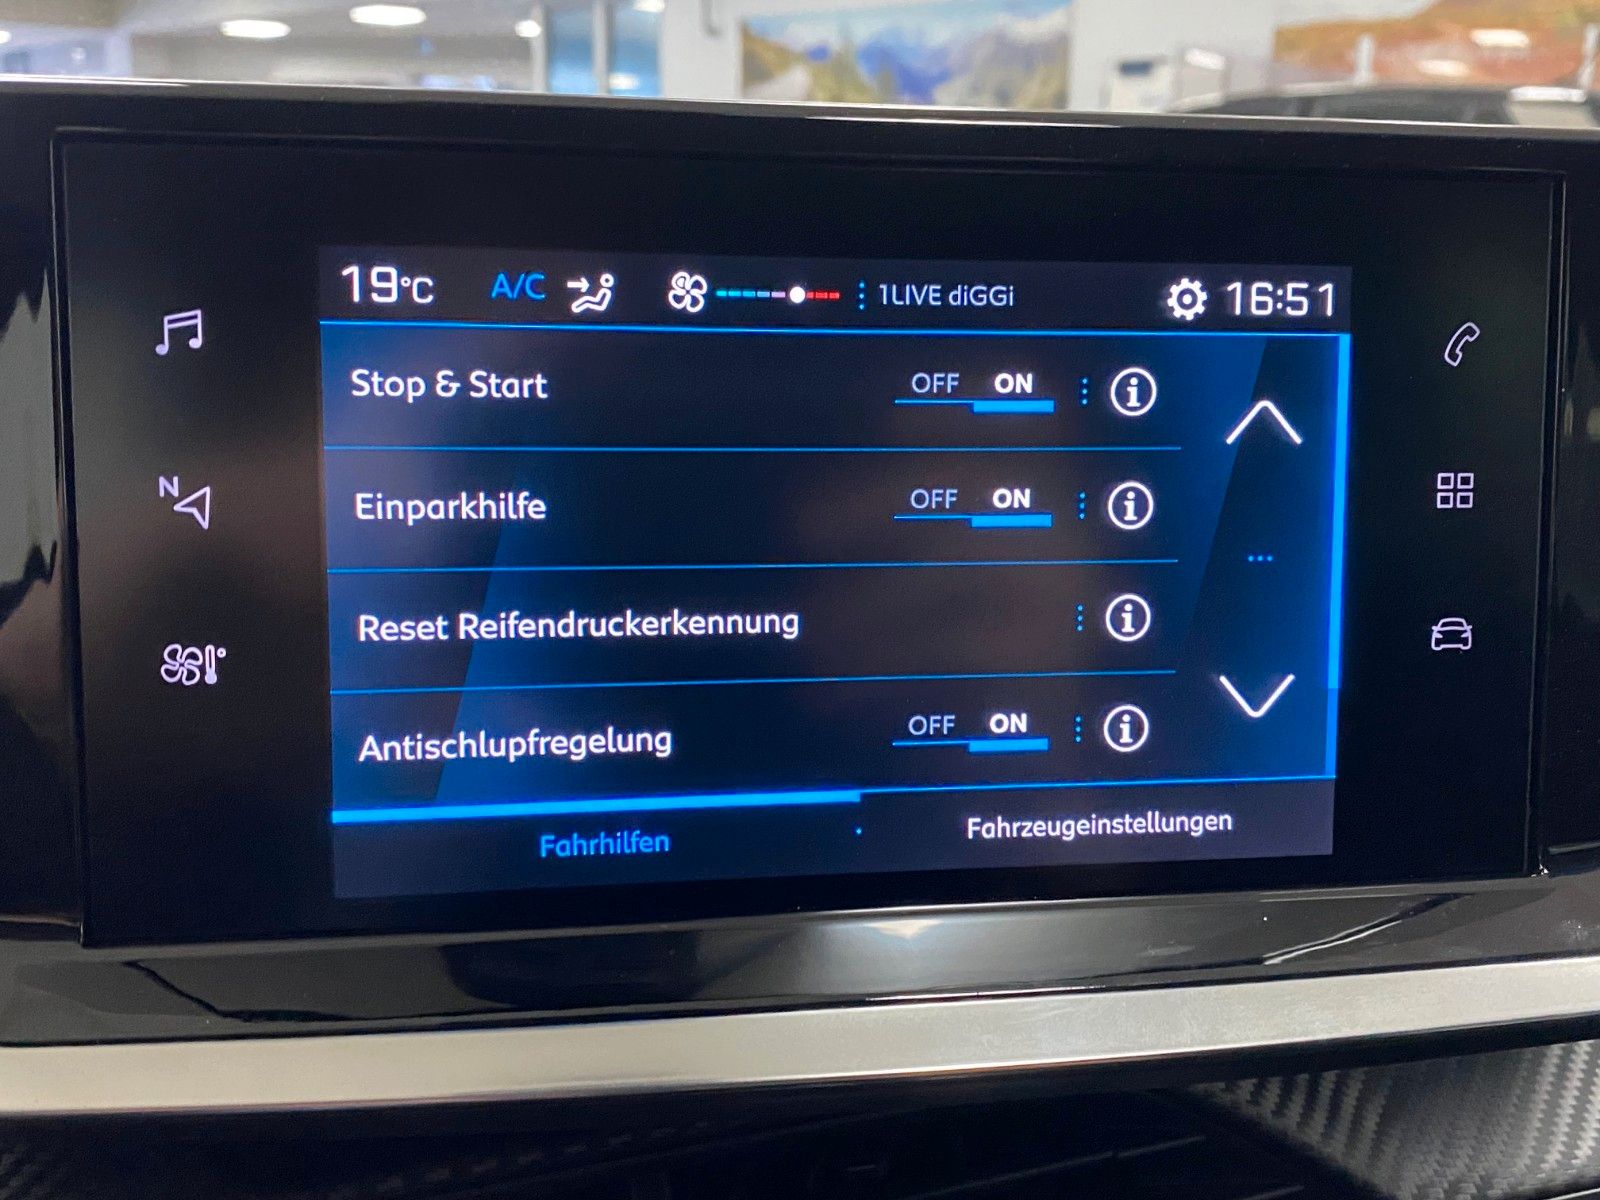 19°C A/C 1LIVE diGGi 16:51
Stop & Start OFF ON i
N
Einparkhilfe OFF ON i
Reset Reifendruckerkennung i
Antischlupfregelung OFF ON i
Fahrhilfen Fahrzeugeinstellungen